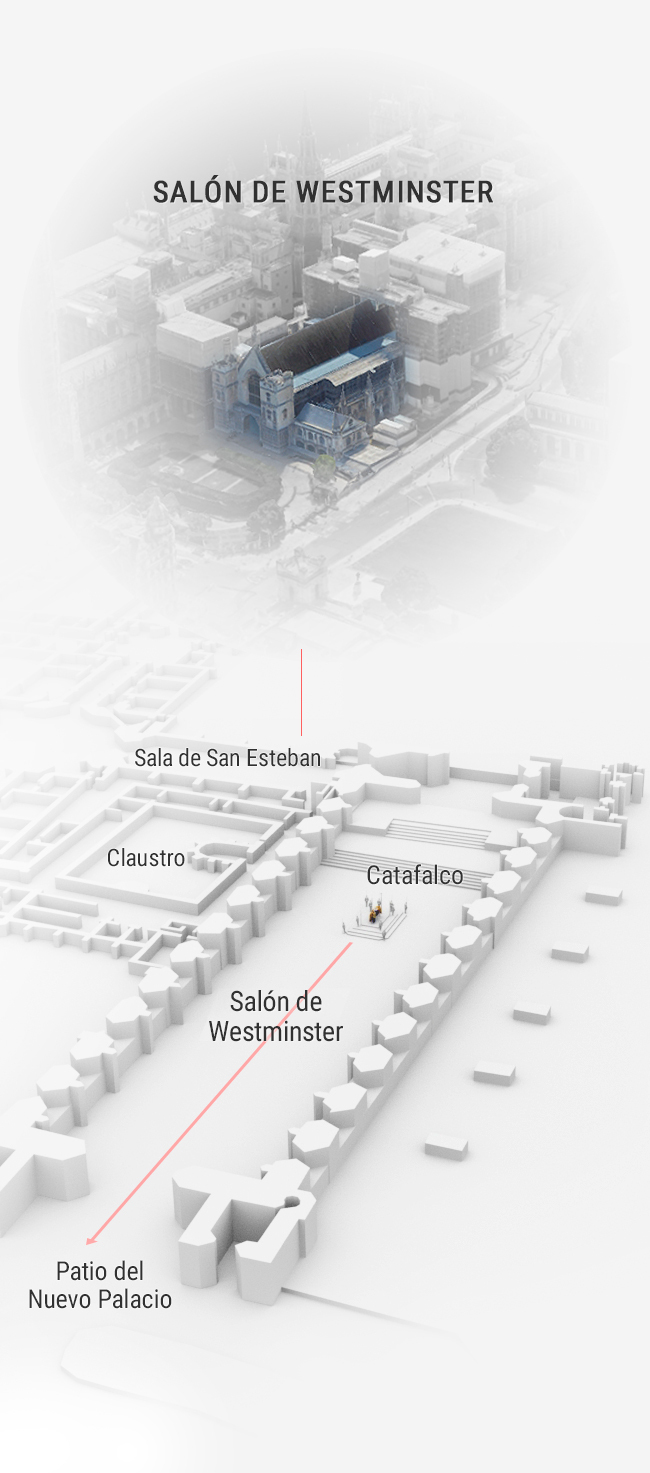 SALÓN DE WESTMINSTER
Sala de San Esteban
Claustro
Catafalco
Salón de
Westminster
Patio del
Nuevo Palacio